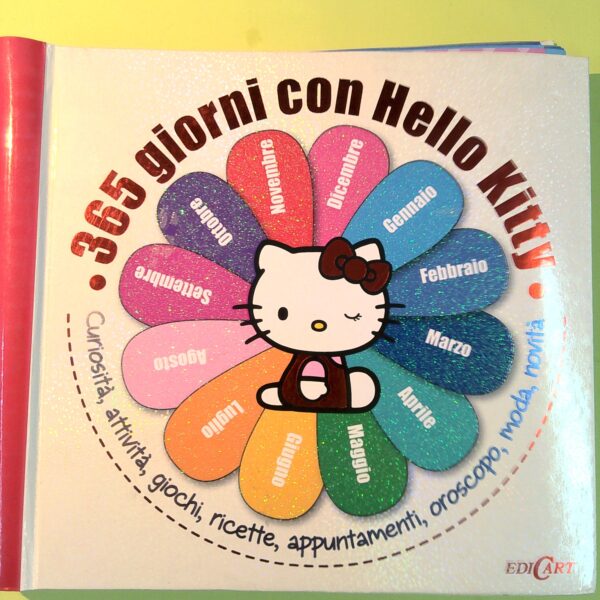 • 365 giorni con Hello Kitty •
Gennaio
Febbraio
Marzo
Aprile
Maggio
Giugno
Luglio
Agosto
Settembre
Ottobre
Novembre
Dicembre
Curiosità, attività, giochi, ricette, appuntamenti, oroscopo, moda, novità
EDICART